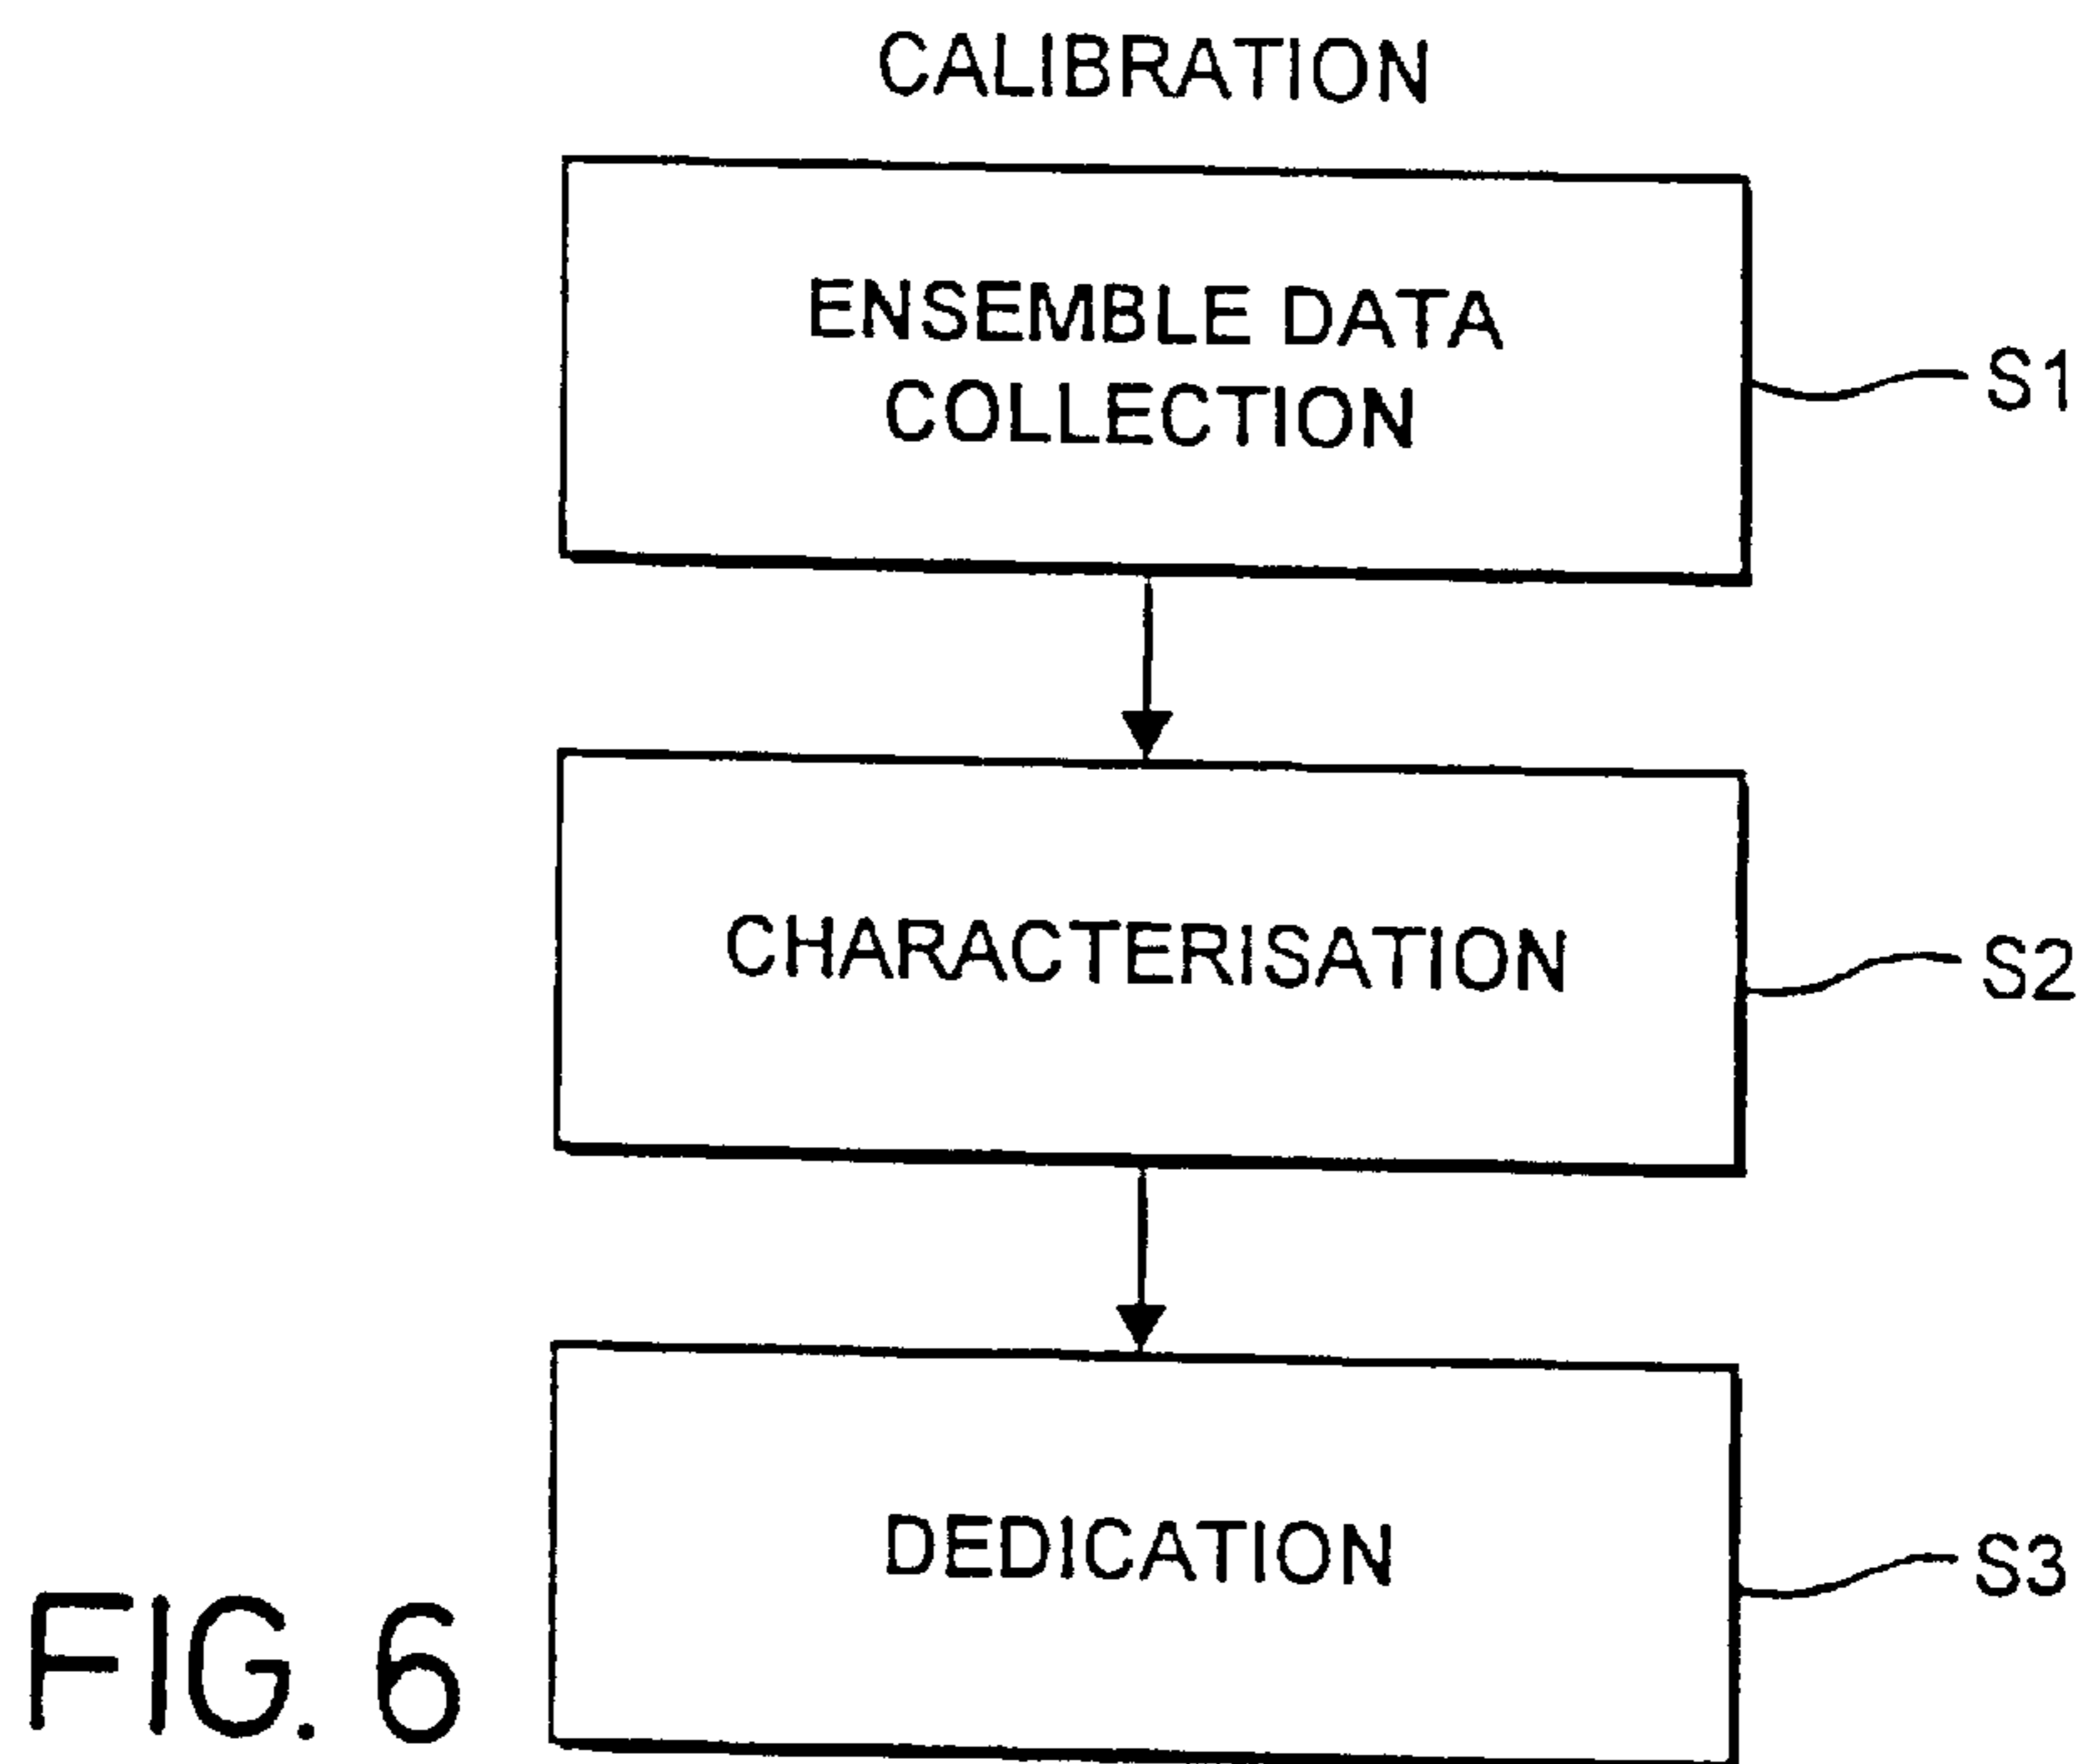 CALIBRATION
ENSEMBLE DATA
COLLECTION
S1
CHARACTERISATION
S2
DEDICATION
S3
FIG. 6